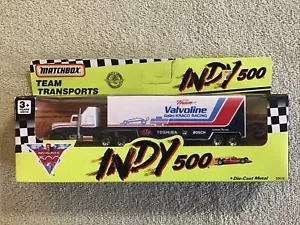 MATCHBOX
TEAM
TRANSPORTS
INDY 500
3+
Valvoline
Galles KRACO RACING
TOSHIBA
BOSCH
INDY 500
Die-Cast Metal